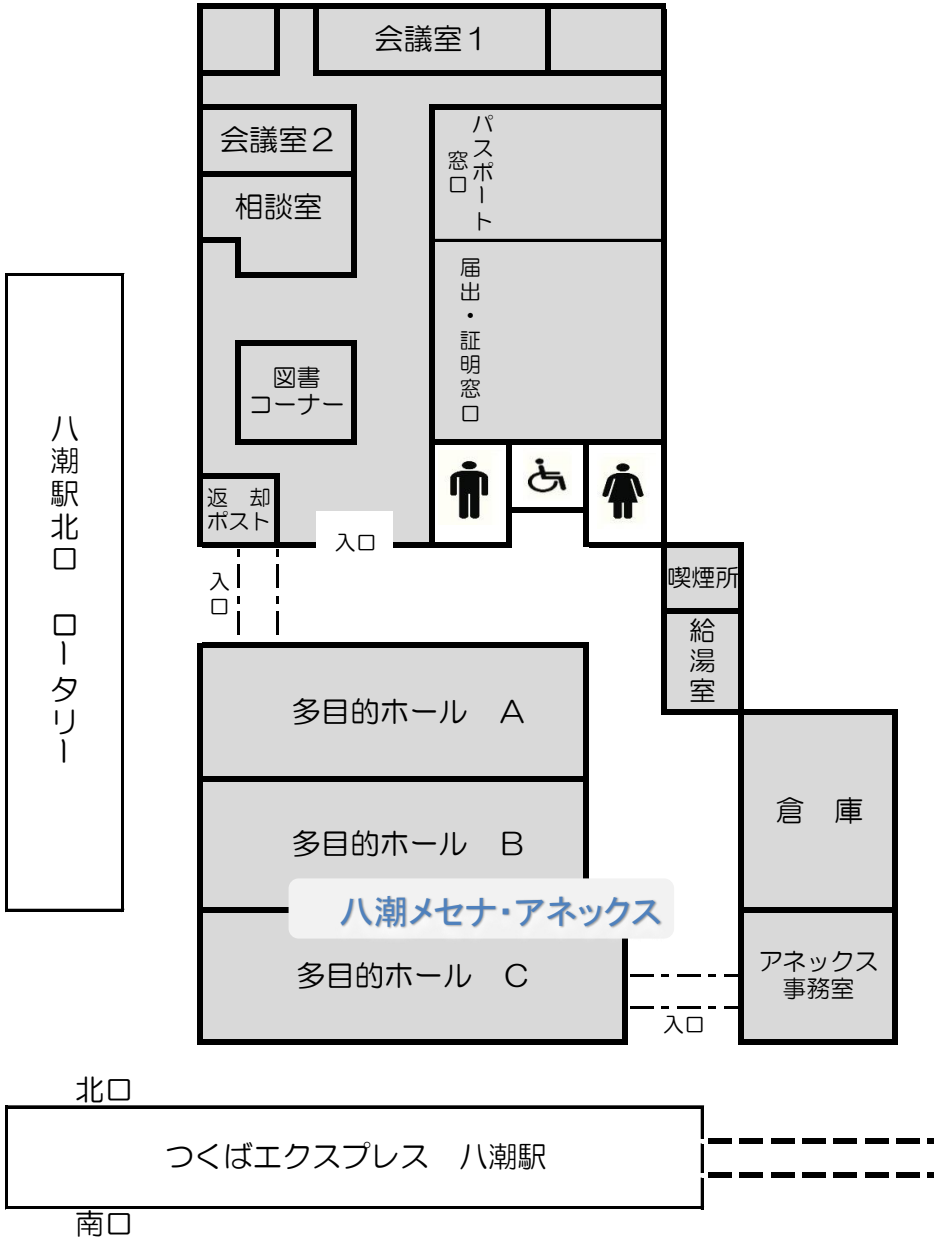 会議室１
会議室２
相談室
パスポート
窓口
届出・証明窓口
図書
コーナー
返　却
ポスト
入口
入口
喫煙所
給湯室
八潮駅北口　ロータリー
多目的ホール　Ａ
多目的ホール　Ｂ
倉　庫
八潮メセナ・アネックス
多目的ホール　Ｃ
アネックス
事務室
入口
北口
つくばエクスプレス　八潮駅
南口